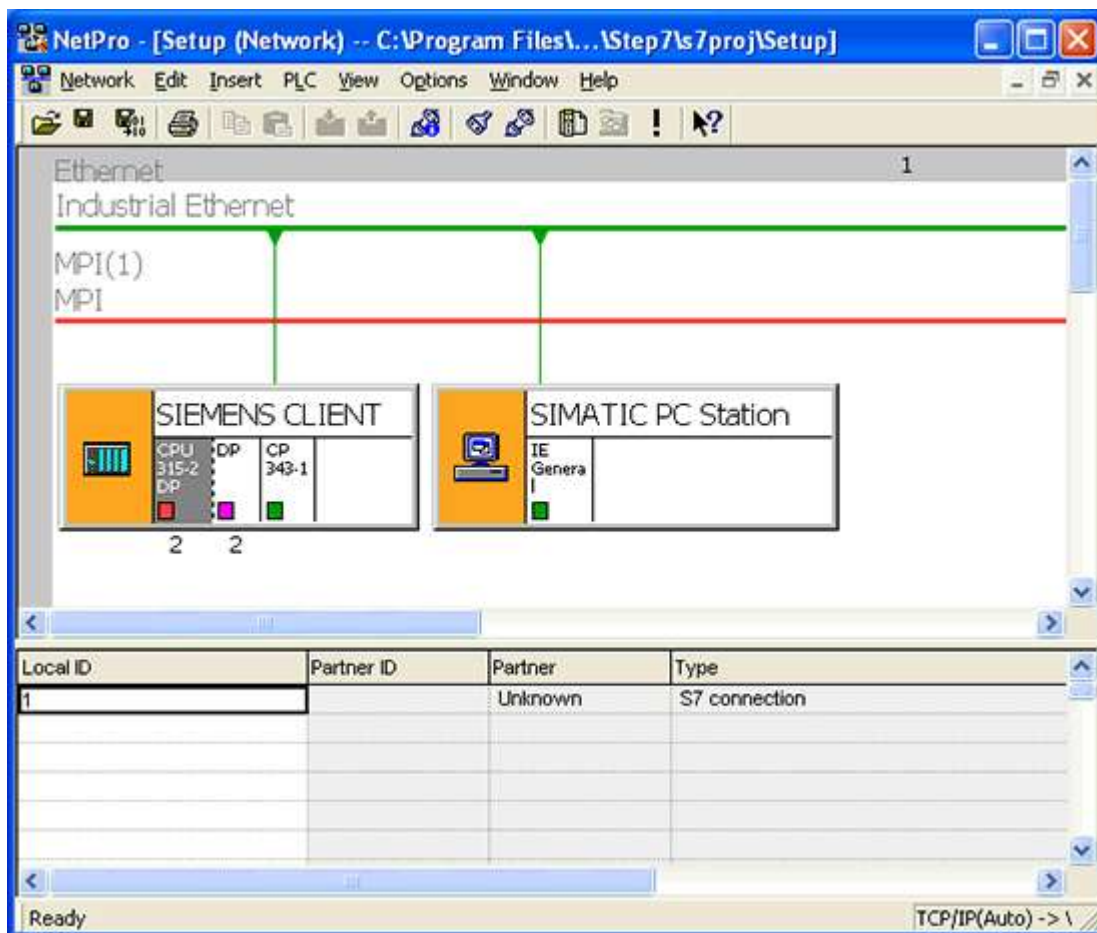 NetPro - [Setup (Network) -- C:\Program Files\...\Step7\s7proj\Setup]
Network Edit Insert PLC View Options Window Help
Ethernet 1
Industrial Ethernet
MPI(1)
MPI
SIEMENS CLIENT
CPU 315-2 DP
DP
CP 343-1
2 2
SIMATIC PC Station
IE
Genera
l
Local ID Partner ID Partner Type
1 Unknown S7 connection
Ready TCP/IP(Auto) -> \